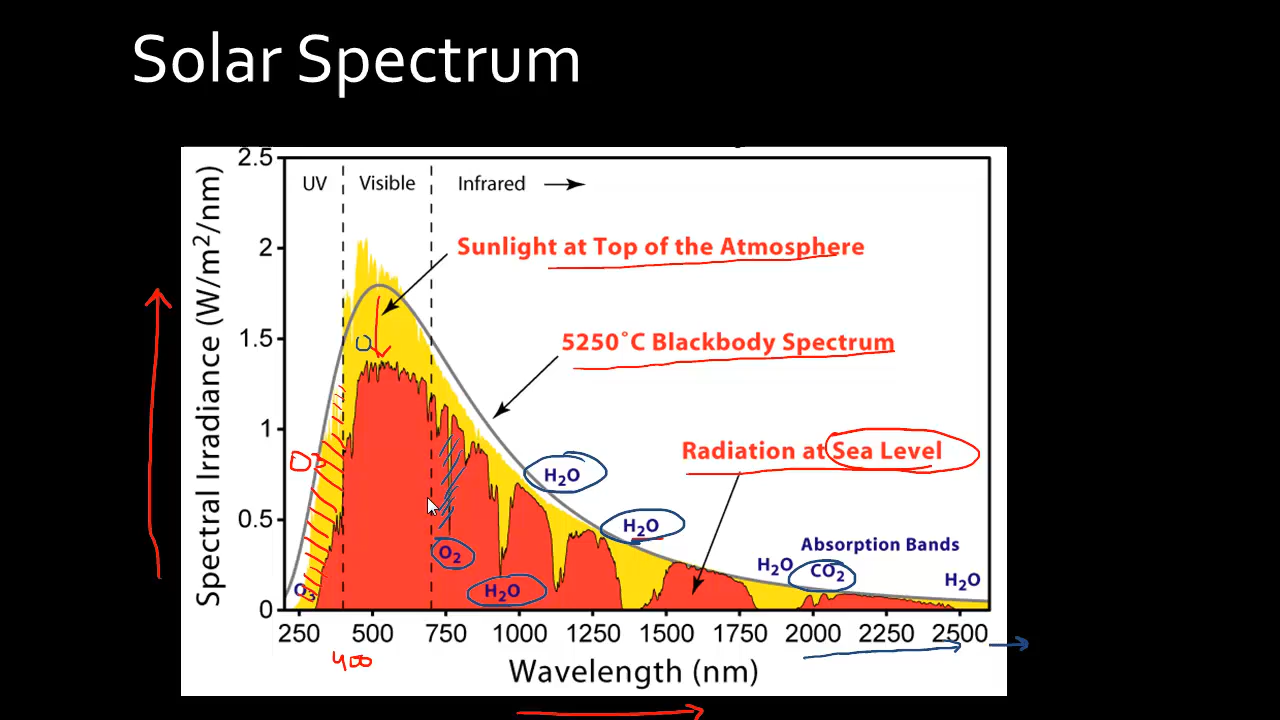 Solar Spectrum
2.5
UV
Visible
Infrared
2
Sunlight at Top of the Atmosphere
1.5
5250°C Blackbody Spectrum
1
Radiation at Sea Level
O₃
H₂O
0.5
H₂O
Absorption Bands
O₂
H₂O
CO₂
H₂O
H₂O
O₃
0
250 500 750 1000 1250 1500 1750 2000 2250 2500
400
Wavelength (nm)
Spectral Irradiance (W/m²/nm)